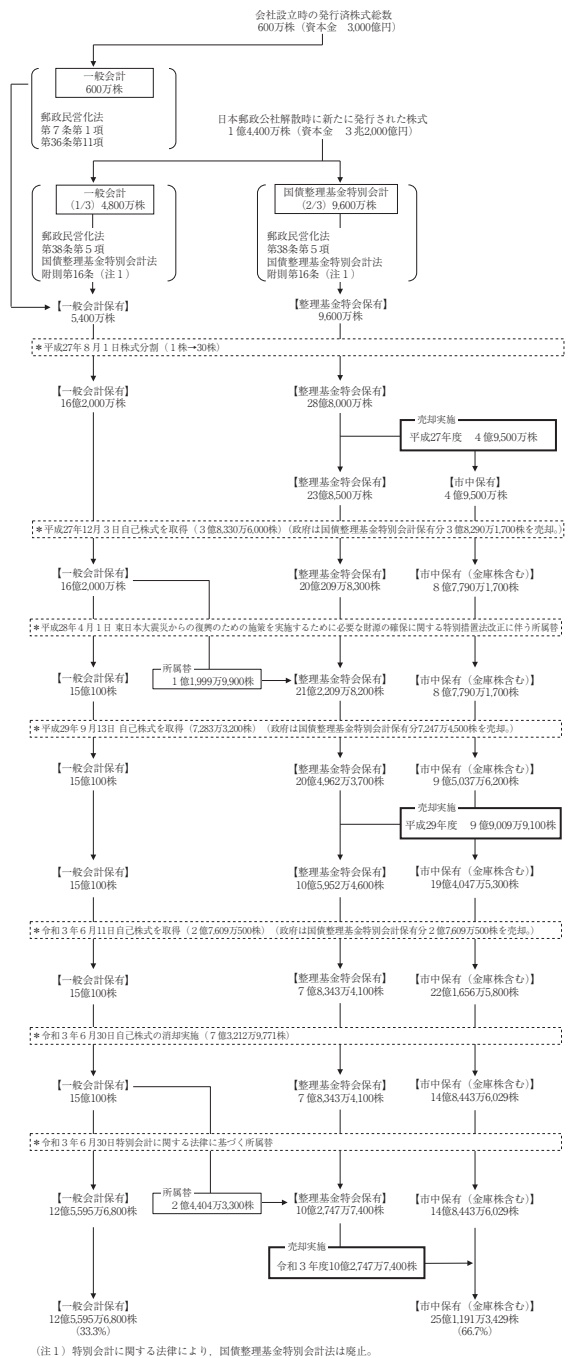 会社設立時の発行済株式総数
600万株（資本金　3,000億円）
一般会計
600万株
郵政民営化法
第７条第１項
第36条第11項
日本郵政公社解散時に新たに発行された株式
１億4,400万株（資本金　３兆2,000億円）
一般会計
（1/3）4,800万株
国債整理基金特別会計
（2/3）9,600万株
郵政民営化法
第38条第５項
国債整理基金特別会計法
附則第16条（注１）
郵政民営化法
第38条第５項
国債整理基金特別会計法
附則第16条（注１）
【一般会計保有】
5,400万株
【整理基金特会保有】
9,600万株
＊平成27年８月１日株式分割（１株→30株）
【一般会計保有】
16億2,000万株
【整理基金特会保有】
28億8,000万株
売却実施
平成27年度　４億9,500万株
【整理基金特会保有】
23億8,500万株
【市中保有】
４億9,500万株
＊平成27年12月３日自己株式を取得（３億8,330万6,000株）（政府は国債整理基金特別会計保有分３億8,290万1,700株を売却。）
【一般会計保有】
16億2,000万株
【整理基金特会保有】
20億209万8,300株
【市中保有（金庫株含む）】
８億7,790万1,700株
＊平成28年４月１日 東日本大震災からの復興のための施策を実施するために必要な財源の確保に関する特別措置法改正に伴う所属替
所属替
１億1,999万9,900株
【一般会計保有】
15億100株
【整理基金特会保有】
21億2,209万8,200株
【市中保有（金庫株含む）】
８億7,790万1,700株
＊平成29年９月13日 自己株式を取得（7,283万3,200株）（政府は国債整理基金特別会計保有分7,247万4,500株を売却。）
【一般会計保有】
15億100株
【整理基金特会保有】
20億4,962万3,700株
【市中保有（金庫株含む）】
９億5,037万6,200株
売却実施
平成29年度　９億9,009万9,100株
【一般会計保有】
15億100株
【整理基金特会保有】
10億5,952万4,600株
【市中保有（金庫株含む）】
19億4,047万5,300株
＊令和３年６月11日自己株式を取得（２億7,609万500株）（政府は国債整理基金特別会計保有分２億7,609万500株を売却。）
【一般会計保有】
15億100株
【整理基金特会保有】
７億8,343万4,100株
【市中保有（金庫株含む）】
22億1,656万5,800株
＊令和３年６月30日自己株式の消却実施（７億3,212万9,771株）
【一般会計保有】
15億100株
【整理基金特会保有】
７億8,343万4,100株
【市中保有（金庫株含む）】
14億8,443万6,029株
＊令和３年６月30日特別会計に関する法律に基づく所属替
所属替
２億4,404万3,300株
【一般会計保有】
12億5,595万6,800株
【整理基金特会保有】
10億2,747万7,400株
【市中保有（金庫株含む）】
14億8,443万6,029株
売却実施
令和３年度10億2,747万7,400株
【一般会計保有】
12億5,595万6,800株
（33.3%）
【市中保有（金庫株含む）】
25億1,191万3,429株
（66.7%）
（注１）特別会計に関する法律により、国債整理基金特別会計法は廃止。